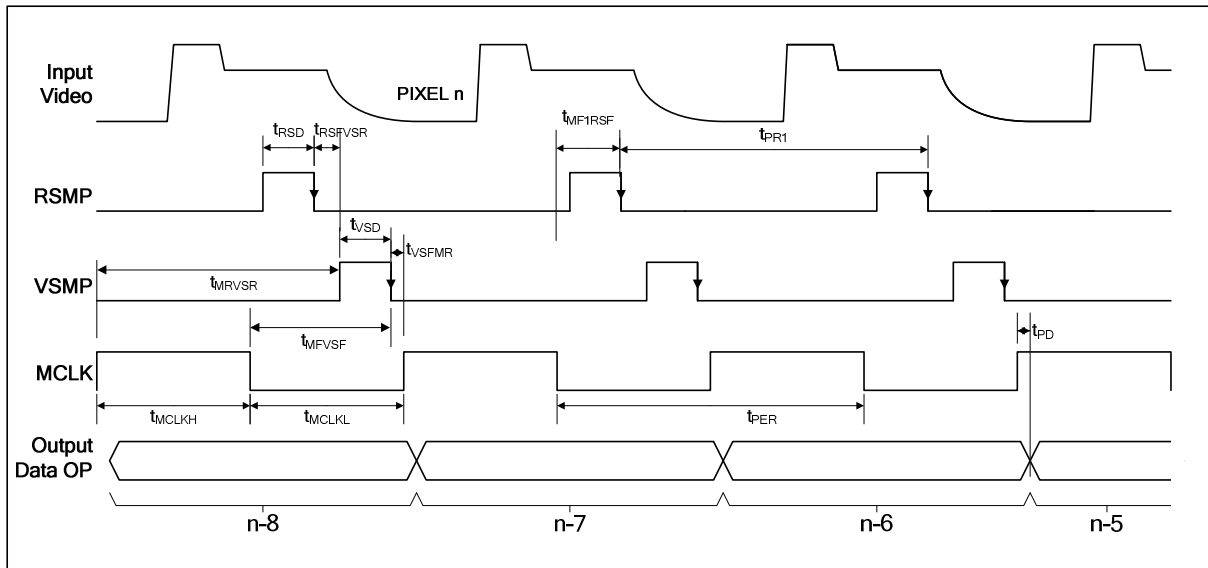 Input
Video
PIXEL n
tRSD
tRSFVSR
tMF1RSF
tPR1
RSMP
tVSD
tVSFMR
tMRVSR
VSMP
tMFVSF
tPD
MCLK
tMCLKH
tMCLKL
tPER
Output
Data OP
n-8
n-7
n-6
n-5